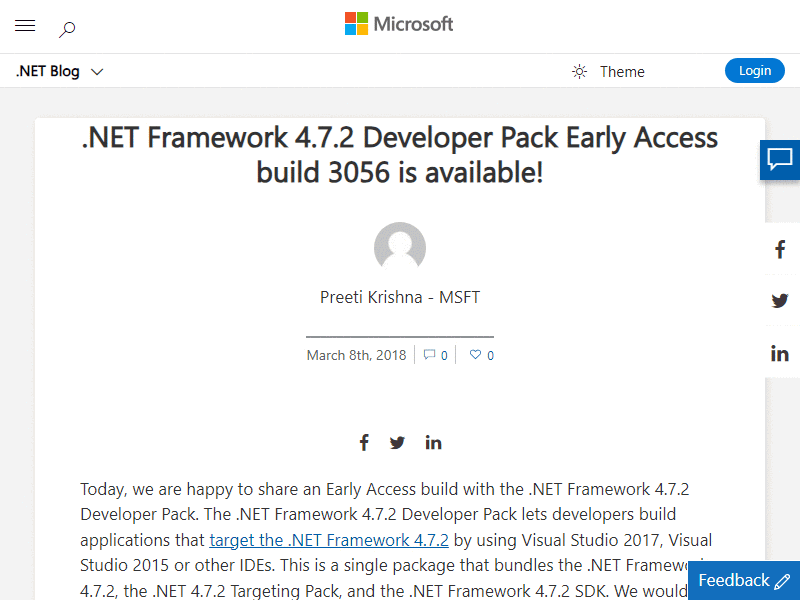 Microsoft
.NET Blog
Theme
Login
.NET Framework 4.7.2 Developer Pack Early Access
build 3056 is available!
Preeti Krishna - MSFT
March 8th, 2018 0 0
Today, we are happy to share an Early Access build with the .NET Framework 4.7.2
Developer Pack. The .NET Framework 4.7.2 Developer Pack lets developers build
applications that target the .NET Framework 4.7.2 by using Visual Studio 2017, Visual
Studio 2015 or other IDEs. This is a single package that bundles the .NET
4.7.2, the .NET 4.7.2 Targeting Pack, and the .NET Framework 4.7.2 SDK. We would
Feedback